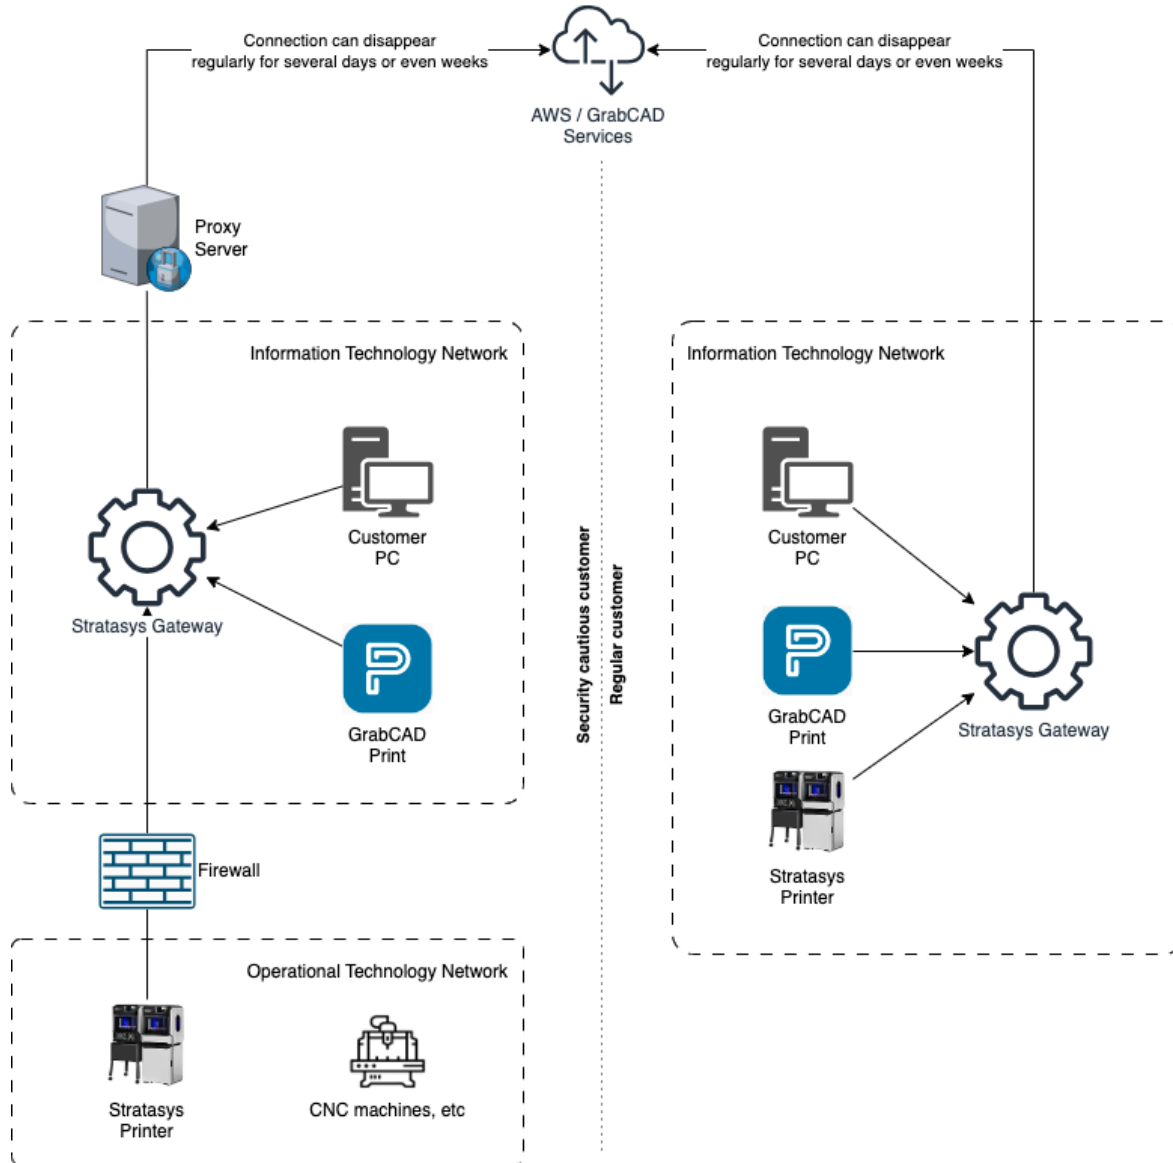 Connection can disappear
regularly for several days or even weeks
Connection can disappear
regularly for several days or even weeks
AWS / GrabCAD
Services
Proxy
Server
Information Technology Network
Customer
PC
Stratasys Gateway
GrabCAD
Print
Firewall
Operational Technology Network
Stratasys
Printer
CNC machines, etc
Security cautious customer
Regular customer
Information Technology Network
Customer
PC
GrabCAD
Print
Stratasys Gateway
Stratasys
Printer